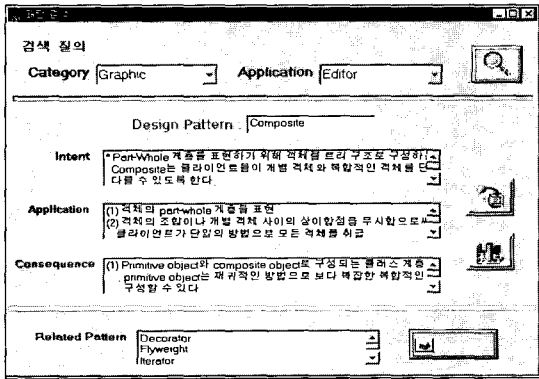 검색 질의
Category Graphic Application Editor
Design Pattern : Composite
Intent * Part-Whole 계층를 표현하기 위해 객체를 트리 구조로 구성하
Composite는 클라이언트들이 개별 객체와 복합적인 객체를 단
다룰 수 있도록 한다
Application (1) 객체의 part-whole 계층를 표현
(2) 객체의 조합이나 개별 객체 사이의 상이합점을 무시함으로써
클라이언트가 단일의 방법으로 모든 객체를 취급
Consequence (1) Primitive object와 composite object로 구성되는 클래스 계층
primitive object는 재귀적인 방법으로 보다 복잡한 복합적인
구성할 수 있다
Related Pattern Decorator
Flyweight
Iterator